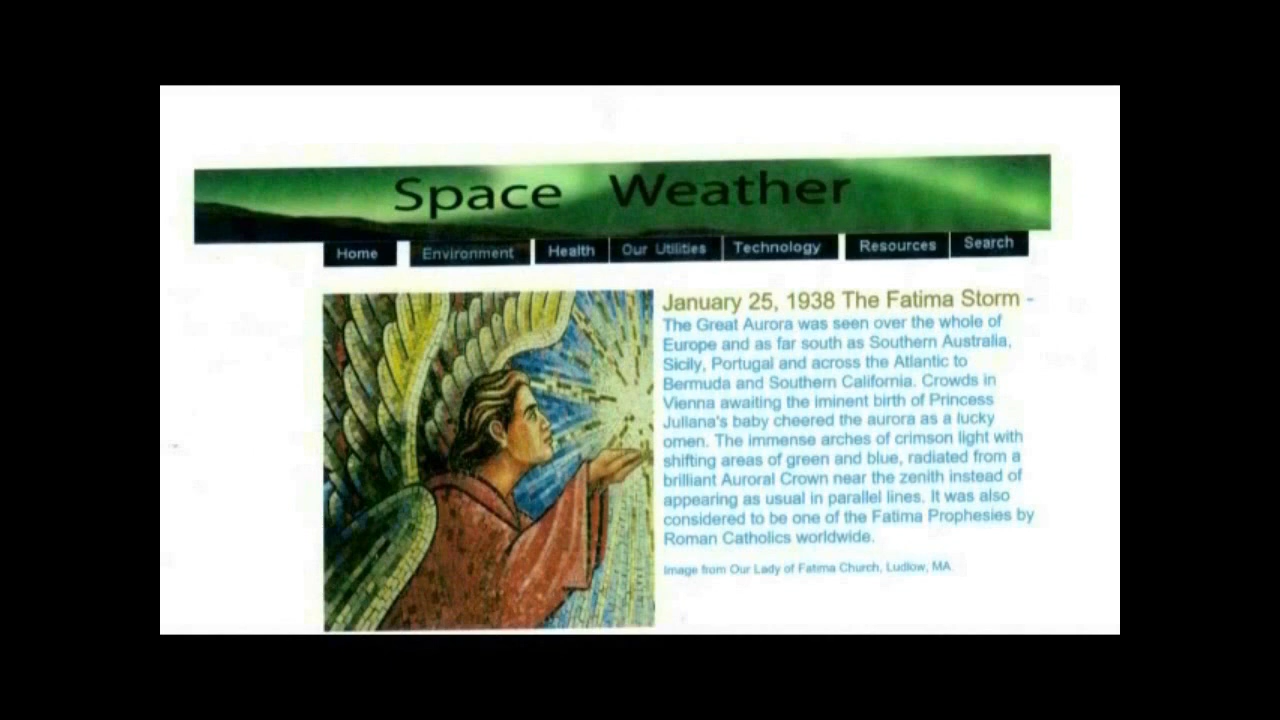 Space Weather
Home Environment Health Our Utilities Technology Resources Search
January 25, 1938 The Fatima Storm -
The Great Aurora was seen over the whole of
Europe and as far south as Southern Australia,
Sicily, Portugal and across the Atlantic to
Bermuda and Southern California. Crowds in
Vienna awaiting the iminent birth of Princess
Juliana's baby cheered the aurora as a lucky
omen. The immense arches of crimson light with
shifting areas of green and blue, radiated from a
brilliant Auroral Crown near the zenith instead of
appearing as usual in parallel lines. It was also
considered to be one of the Fatima Prophesies by
Roman Catholics worldwide.
Image from Our Lady of Fatima Church, Ludlow, MA.